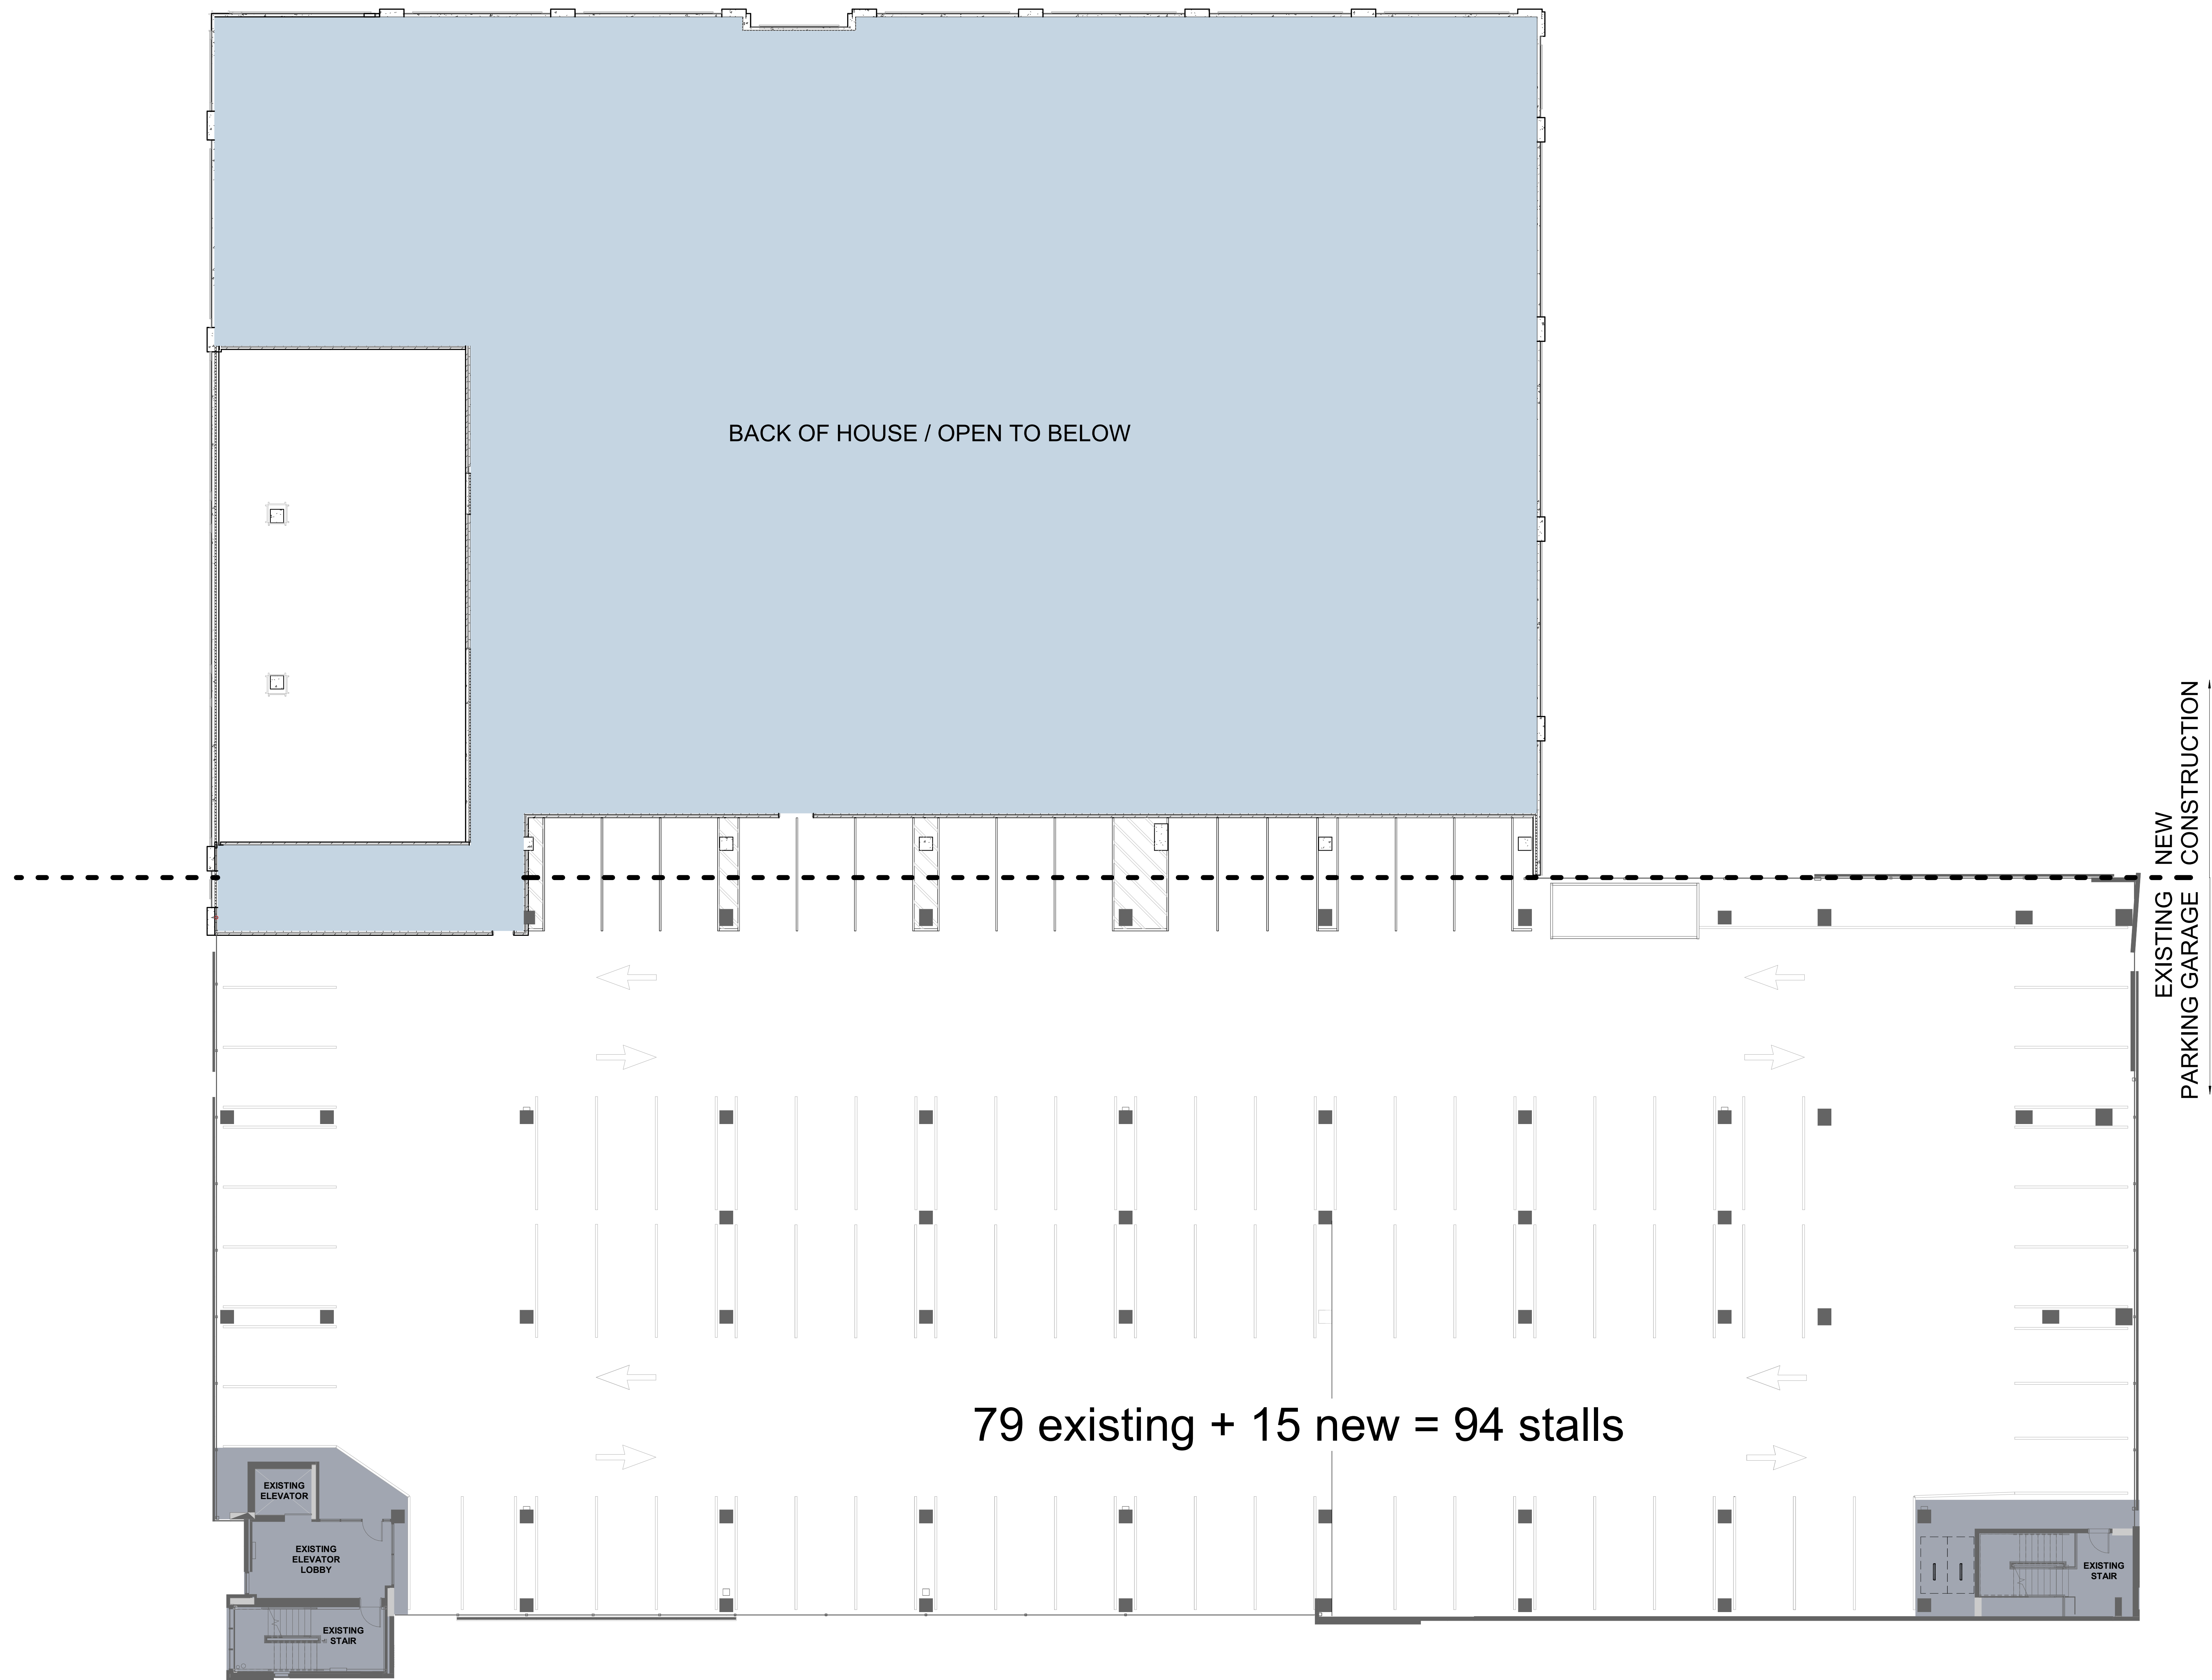 BACK OF HOUSE / OPEN TO BELOW
NEW
CONSTRUCTION
EXISTING
PARKING GARAGE
79 existing + 15 new = 94 stalls
EXISTING
ELEVATOR
EXISTING
ELEVATOR
LOBBY
EXISTING
STAIR
EXISTING
STAIR